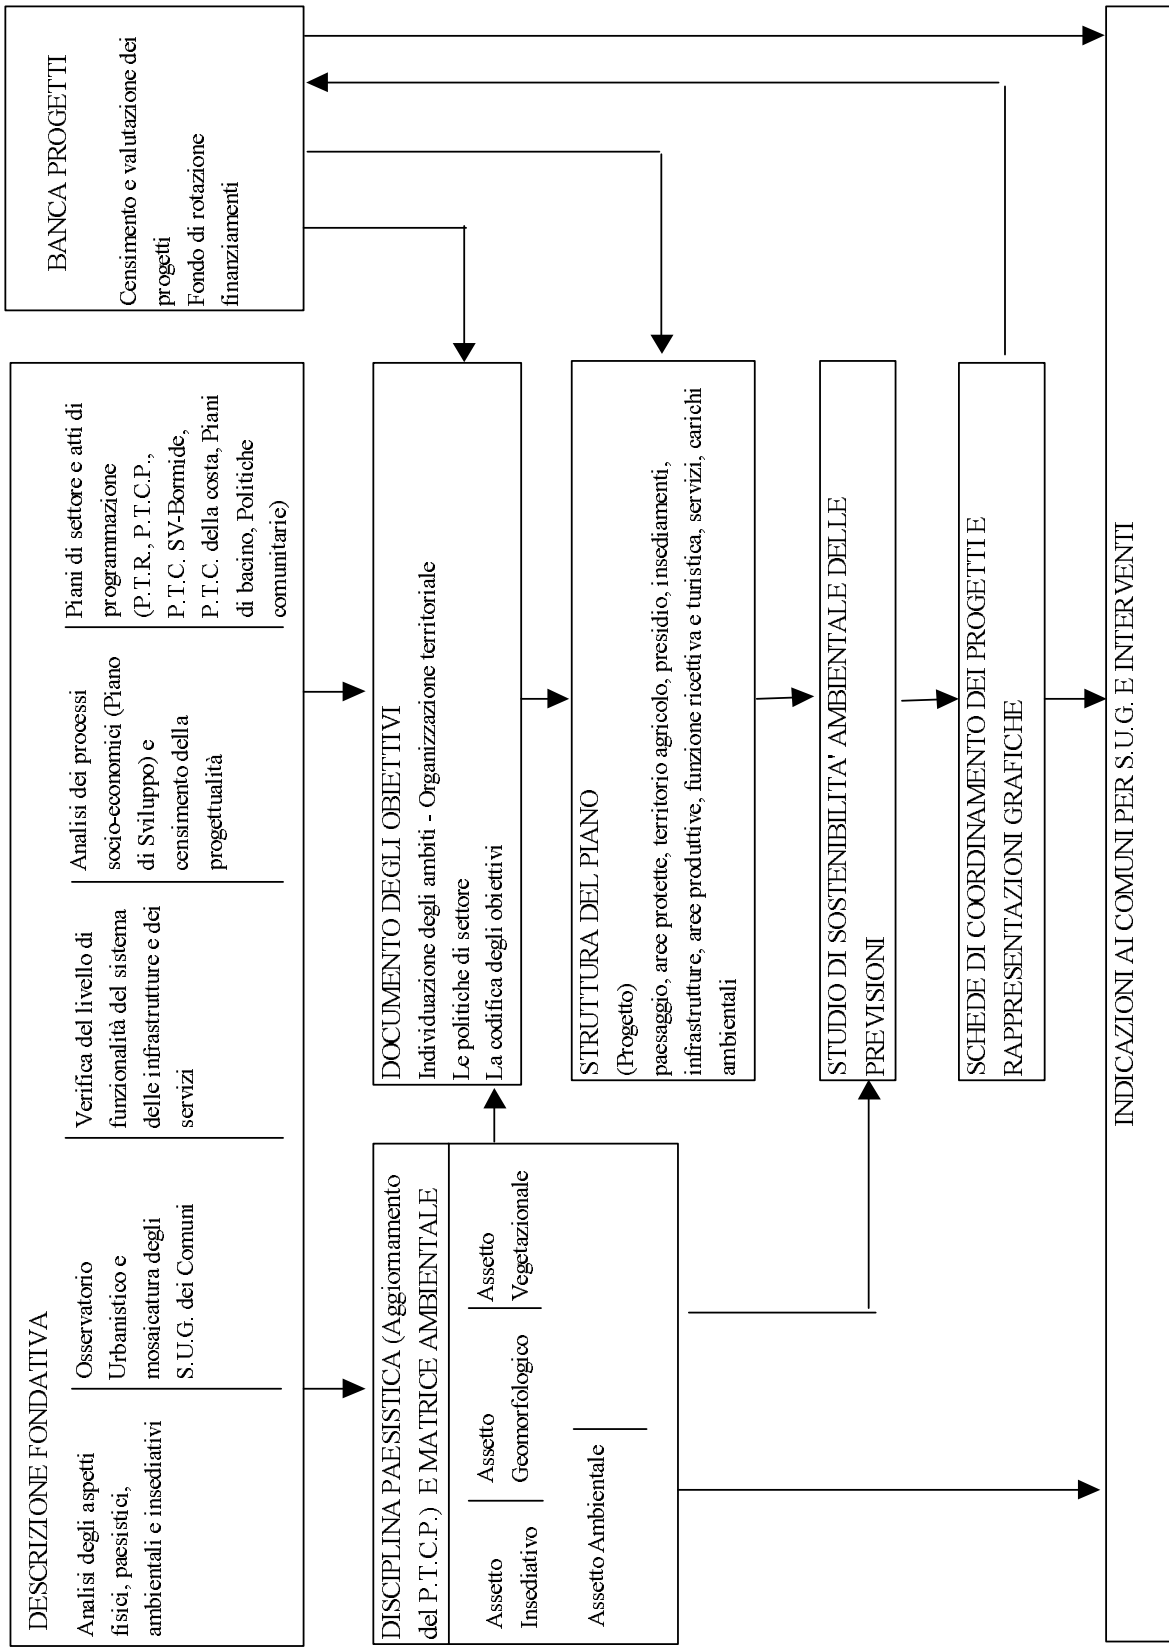 DESCRIZIONE FONDATIVA
Analisi degli aspetti
fisici, paesistici,
ambientali e insediativi
Osservatorio
Urbanistico e
mosaicatura degli
S.U.G. dei Comuni
Verifica del livello di
funzionalità del sistema
delle infrastrutture e dei
servizi
Analisi dei processi
socio-economici (Piano
di Sviluppo) e
censimento della
progettualità
Piani di settore e atti di
programmazione
(P.T.R., P.T.C.P.,
P.T.C. SV-Bormide,
P.T.C. della costa, Piani
di bacino, Politiche
comunitarie)
BANCA PROGETTI
Censimento e valutazione dei
progetti
Fondo di rotazione
finanziamenti
DISCIPLINA PAESISTICA (Aggiornamento
del P.T.C.P.) E MATRICE AMBIENTALE
Assetto
Insediativo
Assetto
Geomorfologico
Assetto
Vegetazionale
Assetto Ambientale
DOCUMENTO DEGLI OBIETTIVI
Individuazione degli ambiti - Organizzazione territoriale
Le politiche di settore
La codifica degli obiettivi
STRUTTURA DEL PIANO
(Progetto)
paesaggio, aree protette, territorio agricolo, presidio, insediamenti,
infrastrutture, aree produttive, funzione ricettiva e turistica, servizi, carichi
ambientali
STUDIO DI SOSTENIBILITA' AMBIENTALE DELLE
PREVISIONI
SCHEDE DI COORDINAMENTO DEI PROGETTI E
RAPPRESENTAZIONI GRAFICHE
INDICAZIONI AI COMUNI PER S.U.G. E INTERVENTI